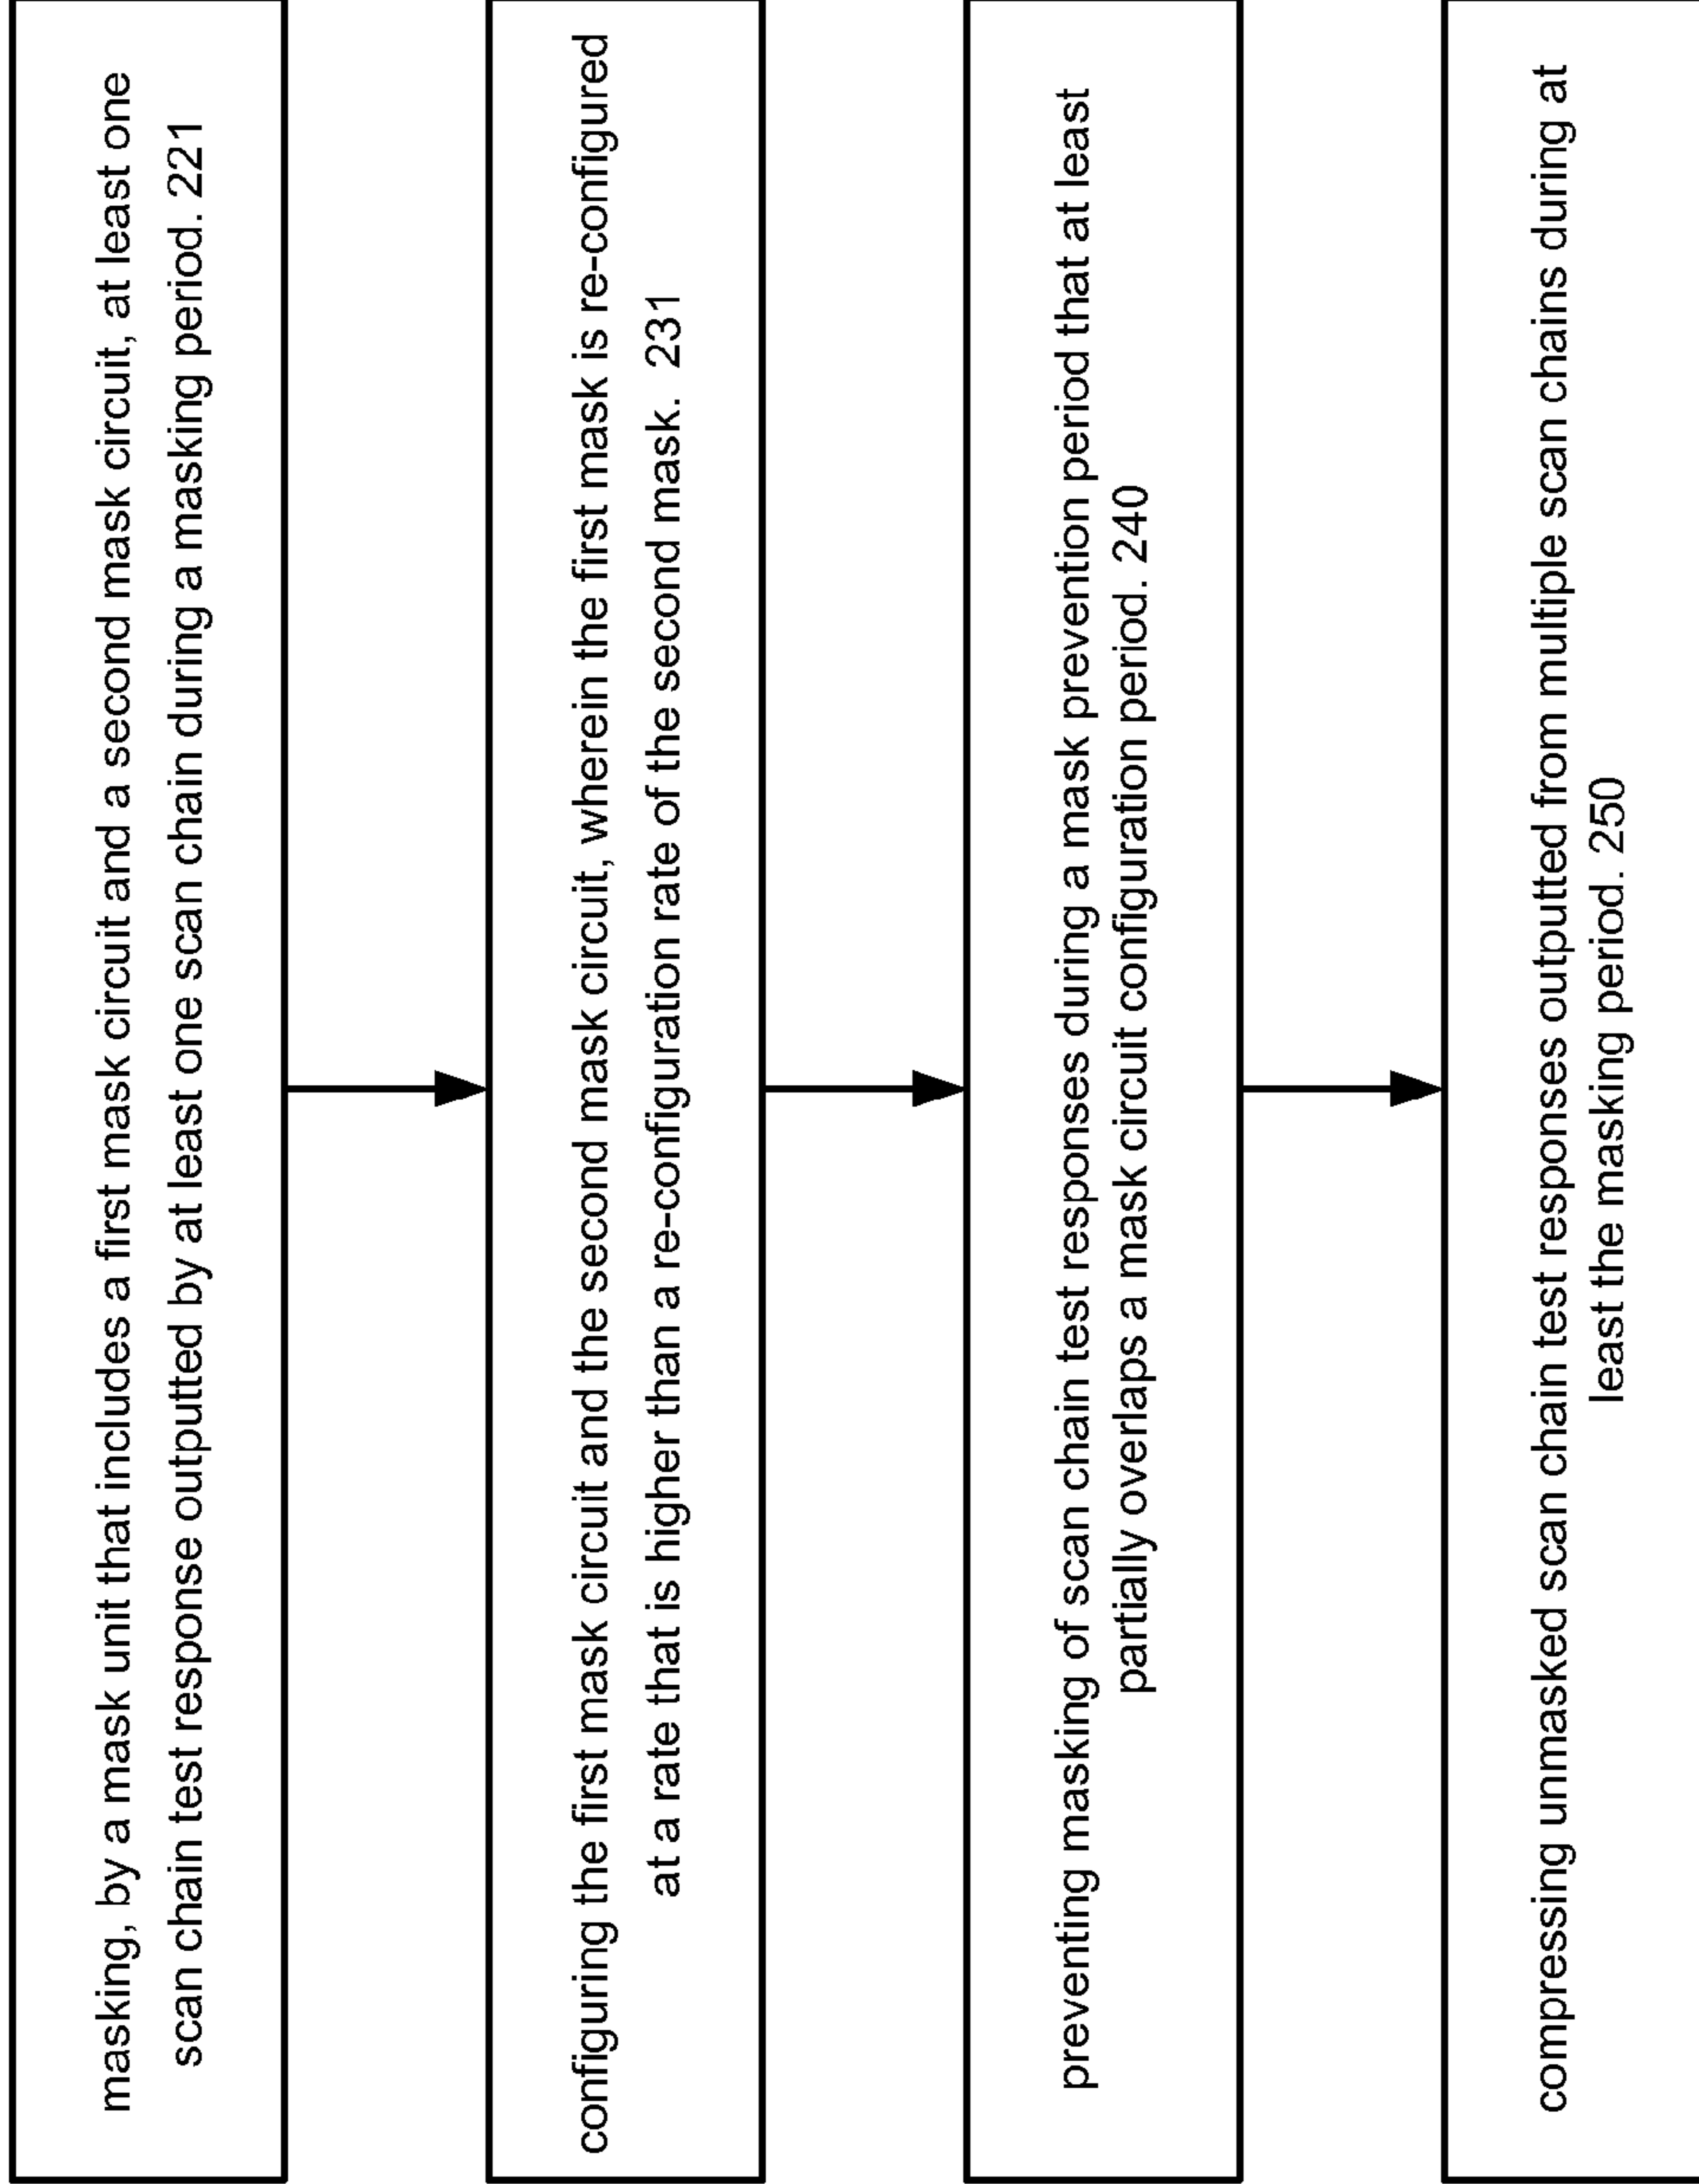 masking, by a mask unit that includes a first mask circuit and a second mask circuit, at least one
scan chain test response outputted by at least one scan chain during a masking period. 221
configuring the first mask circuit and the second mask circuit, wherein the first mask is re-configured
at a rate that is higher than a re-configuration rate of the second mask. 231
preventing masking of scan chain test responses during a mask prevention period that at least
partially overlaps a mask circuit configuration period. 240
compressing unmasked scan chain test responses outputted from multiple scan chains during at
least the masking period. 250